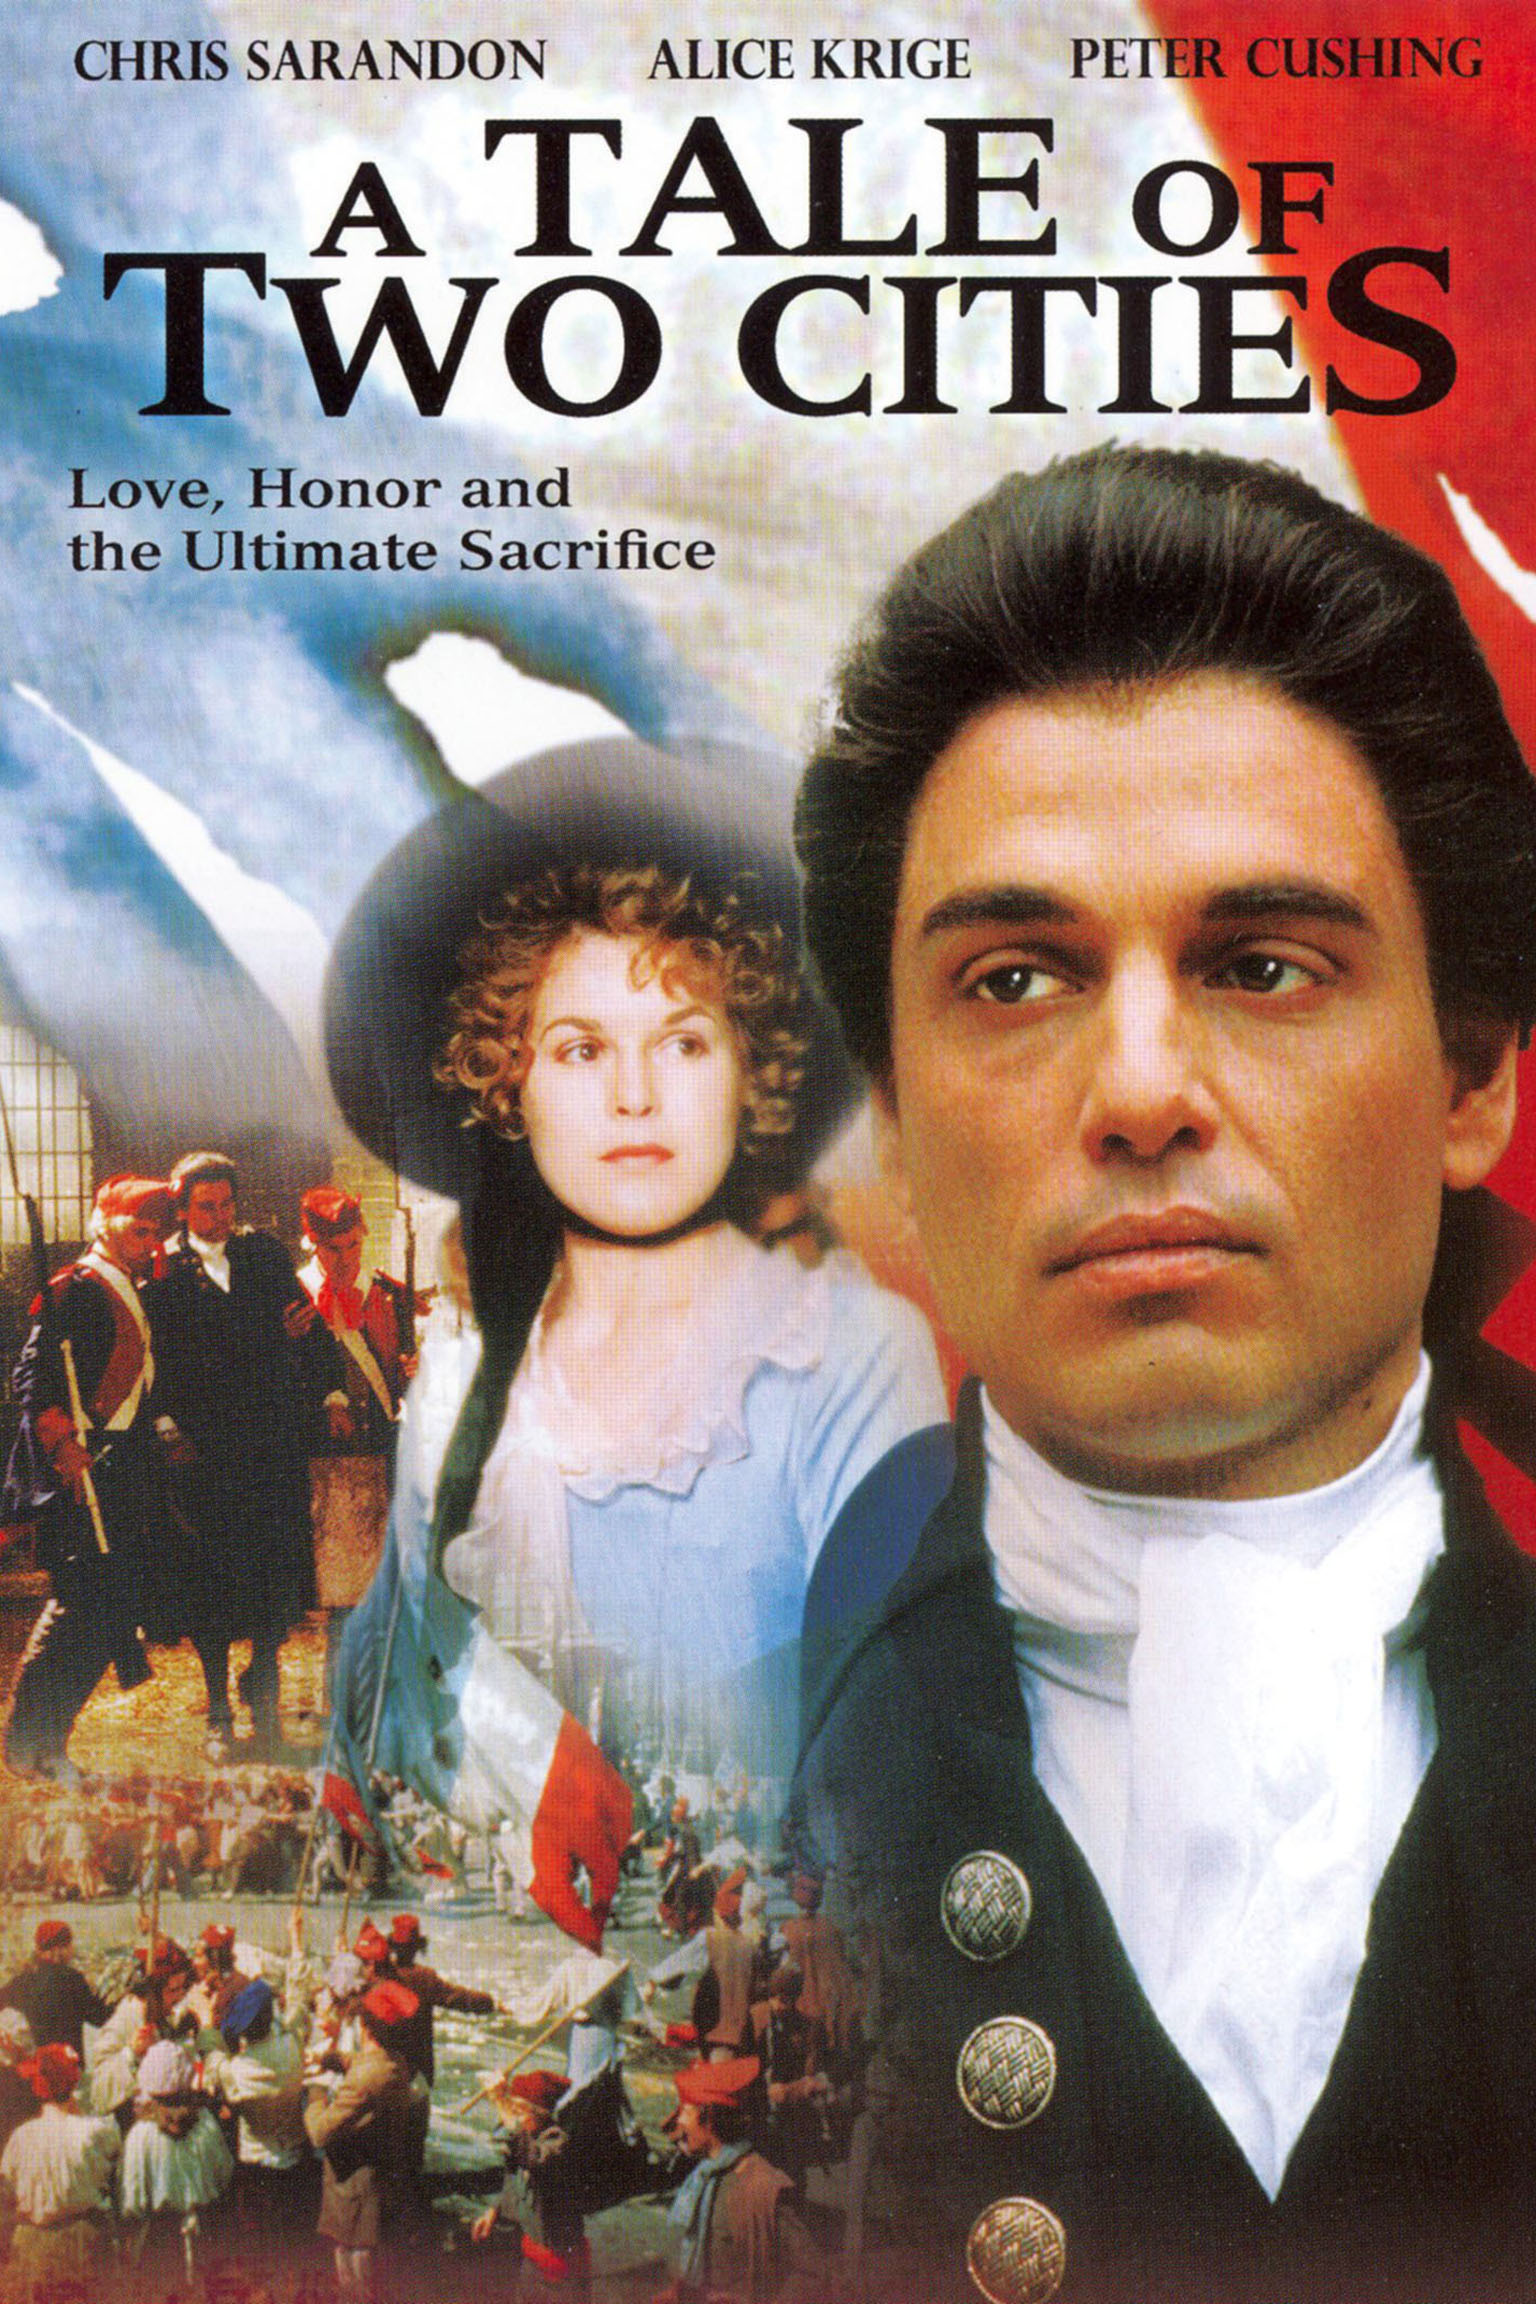 CHRIS SARANDON ALICE KRIGE PETER CUSHING
A TALE OF
TWO CITIES
Love, Honor and
the Ultimate Sacrifice